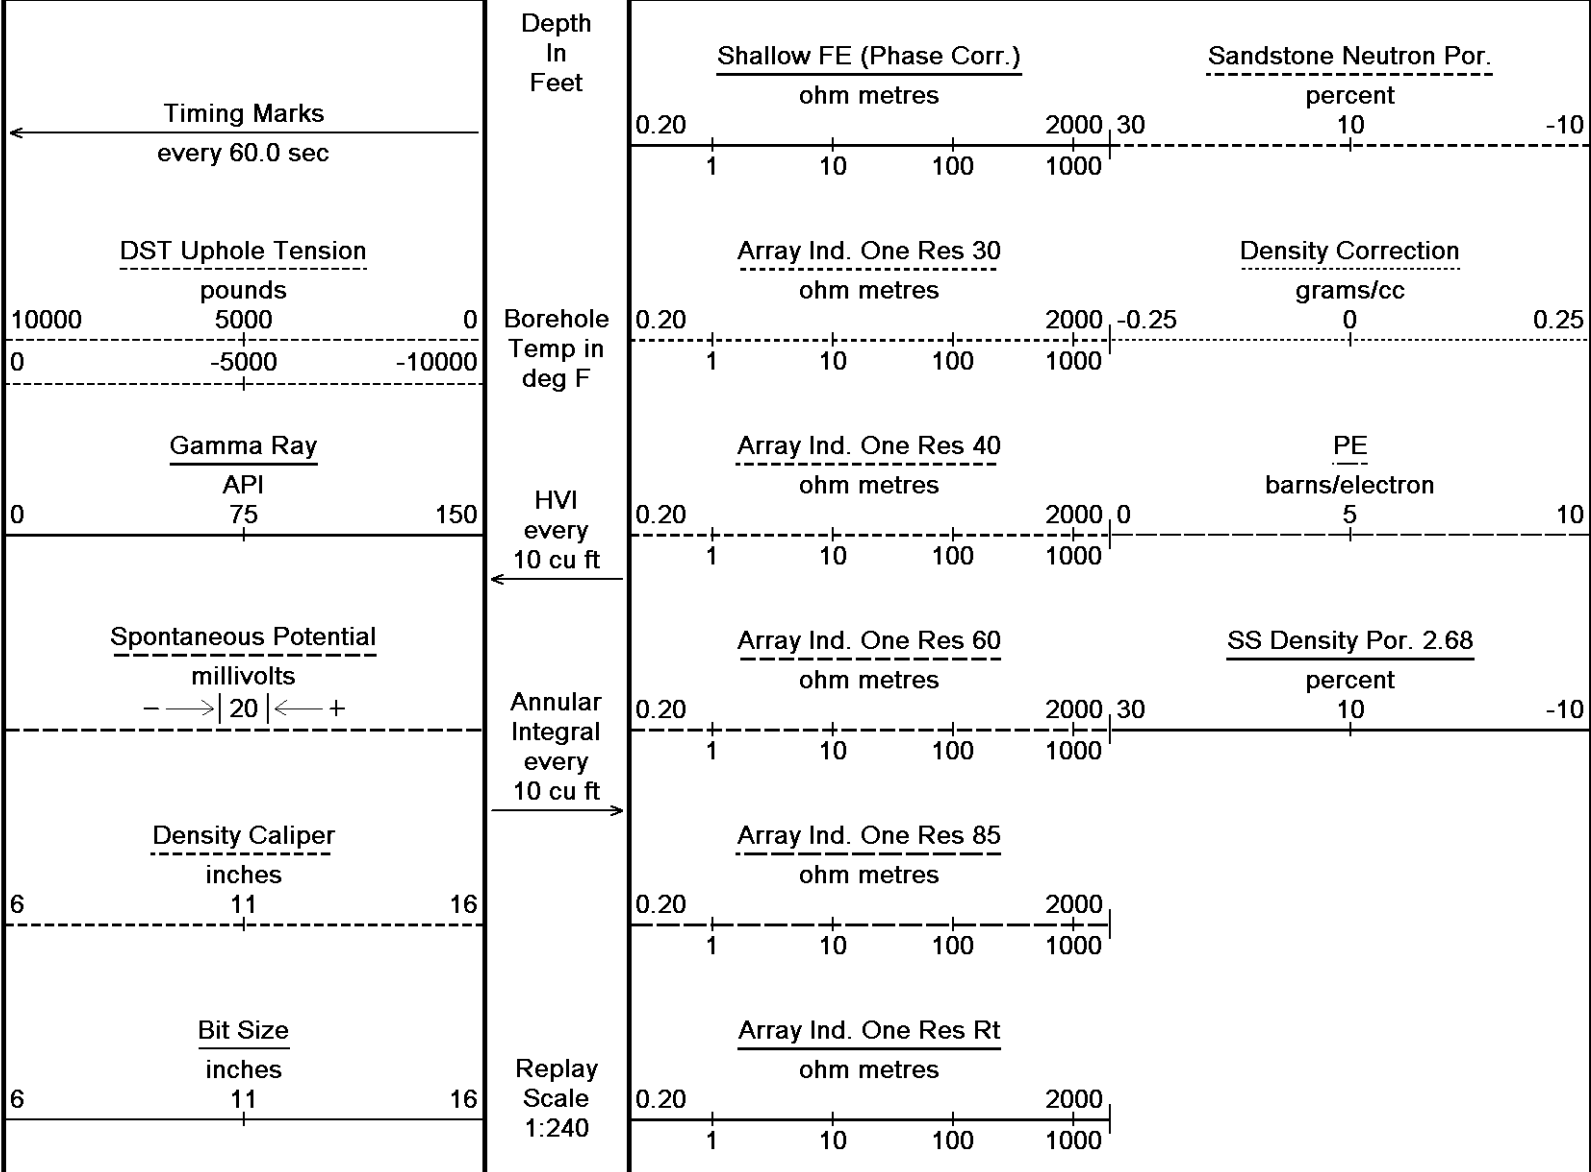 Timing Marks
every 60.0 sec
DST Uphole Tension
pounds
10000 5000 0
0 -5000 -10000
Gamma Ray
API
0 75 150
Spontaneous Potential
millivolts
− 20 +
Density Caliper
inches
6 11 16
Bit Size
inches
6 11 16
Depth
In
Feet
Borehole
Temp in
deg F
HVI
every
10 cu ft
Annular
Integral
every
10 cu ft
Replay
Scale
1:240
Shallow FE (Phase Corr.)
ohm metres
0.20 2000
1 10 100 1000
Array Ind. One Res 30
ohm metres
0.20 2000
1 10 100 1000
Array Ind. One Res 40
ohm metres
0.20 2000
1 10 100 1000
Array Ind. One Res 60
ohm metres
0.20 2000
1 10 100 1000
Array Ind. One Res 85
ohm metres
0.20 2000
1 10 100 1000
Array Ind. One Res Rt
ohm metres
0.20 2000
1 10 100 1000
Sandstone Neutron Por.
percent
30 10 -10
Density Correction
grams/cc
-0.25 0 0.25
PE
barns/electron
0 5 10
SS Density Por. 2.68
percent
30 10 -10